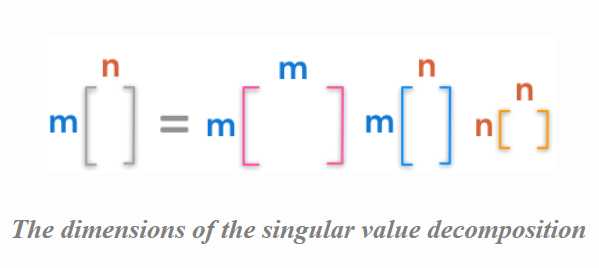 n m n n
m [ ] = m [ ] m [ ] n [ ]
The dimensions of the singular value decomposition